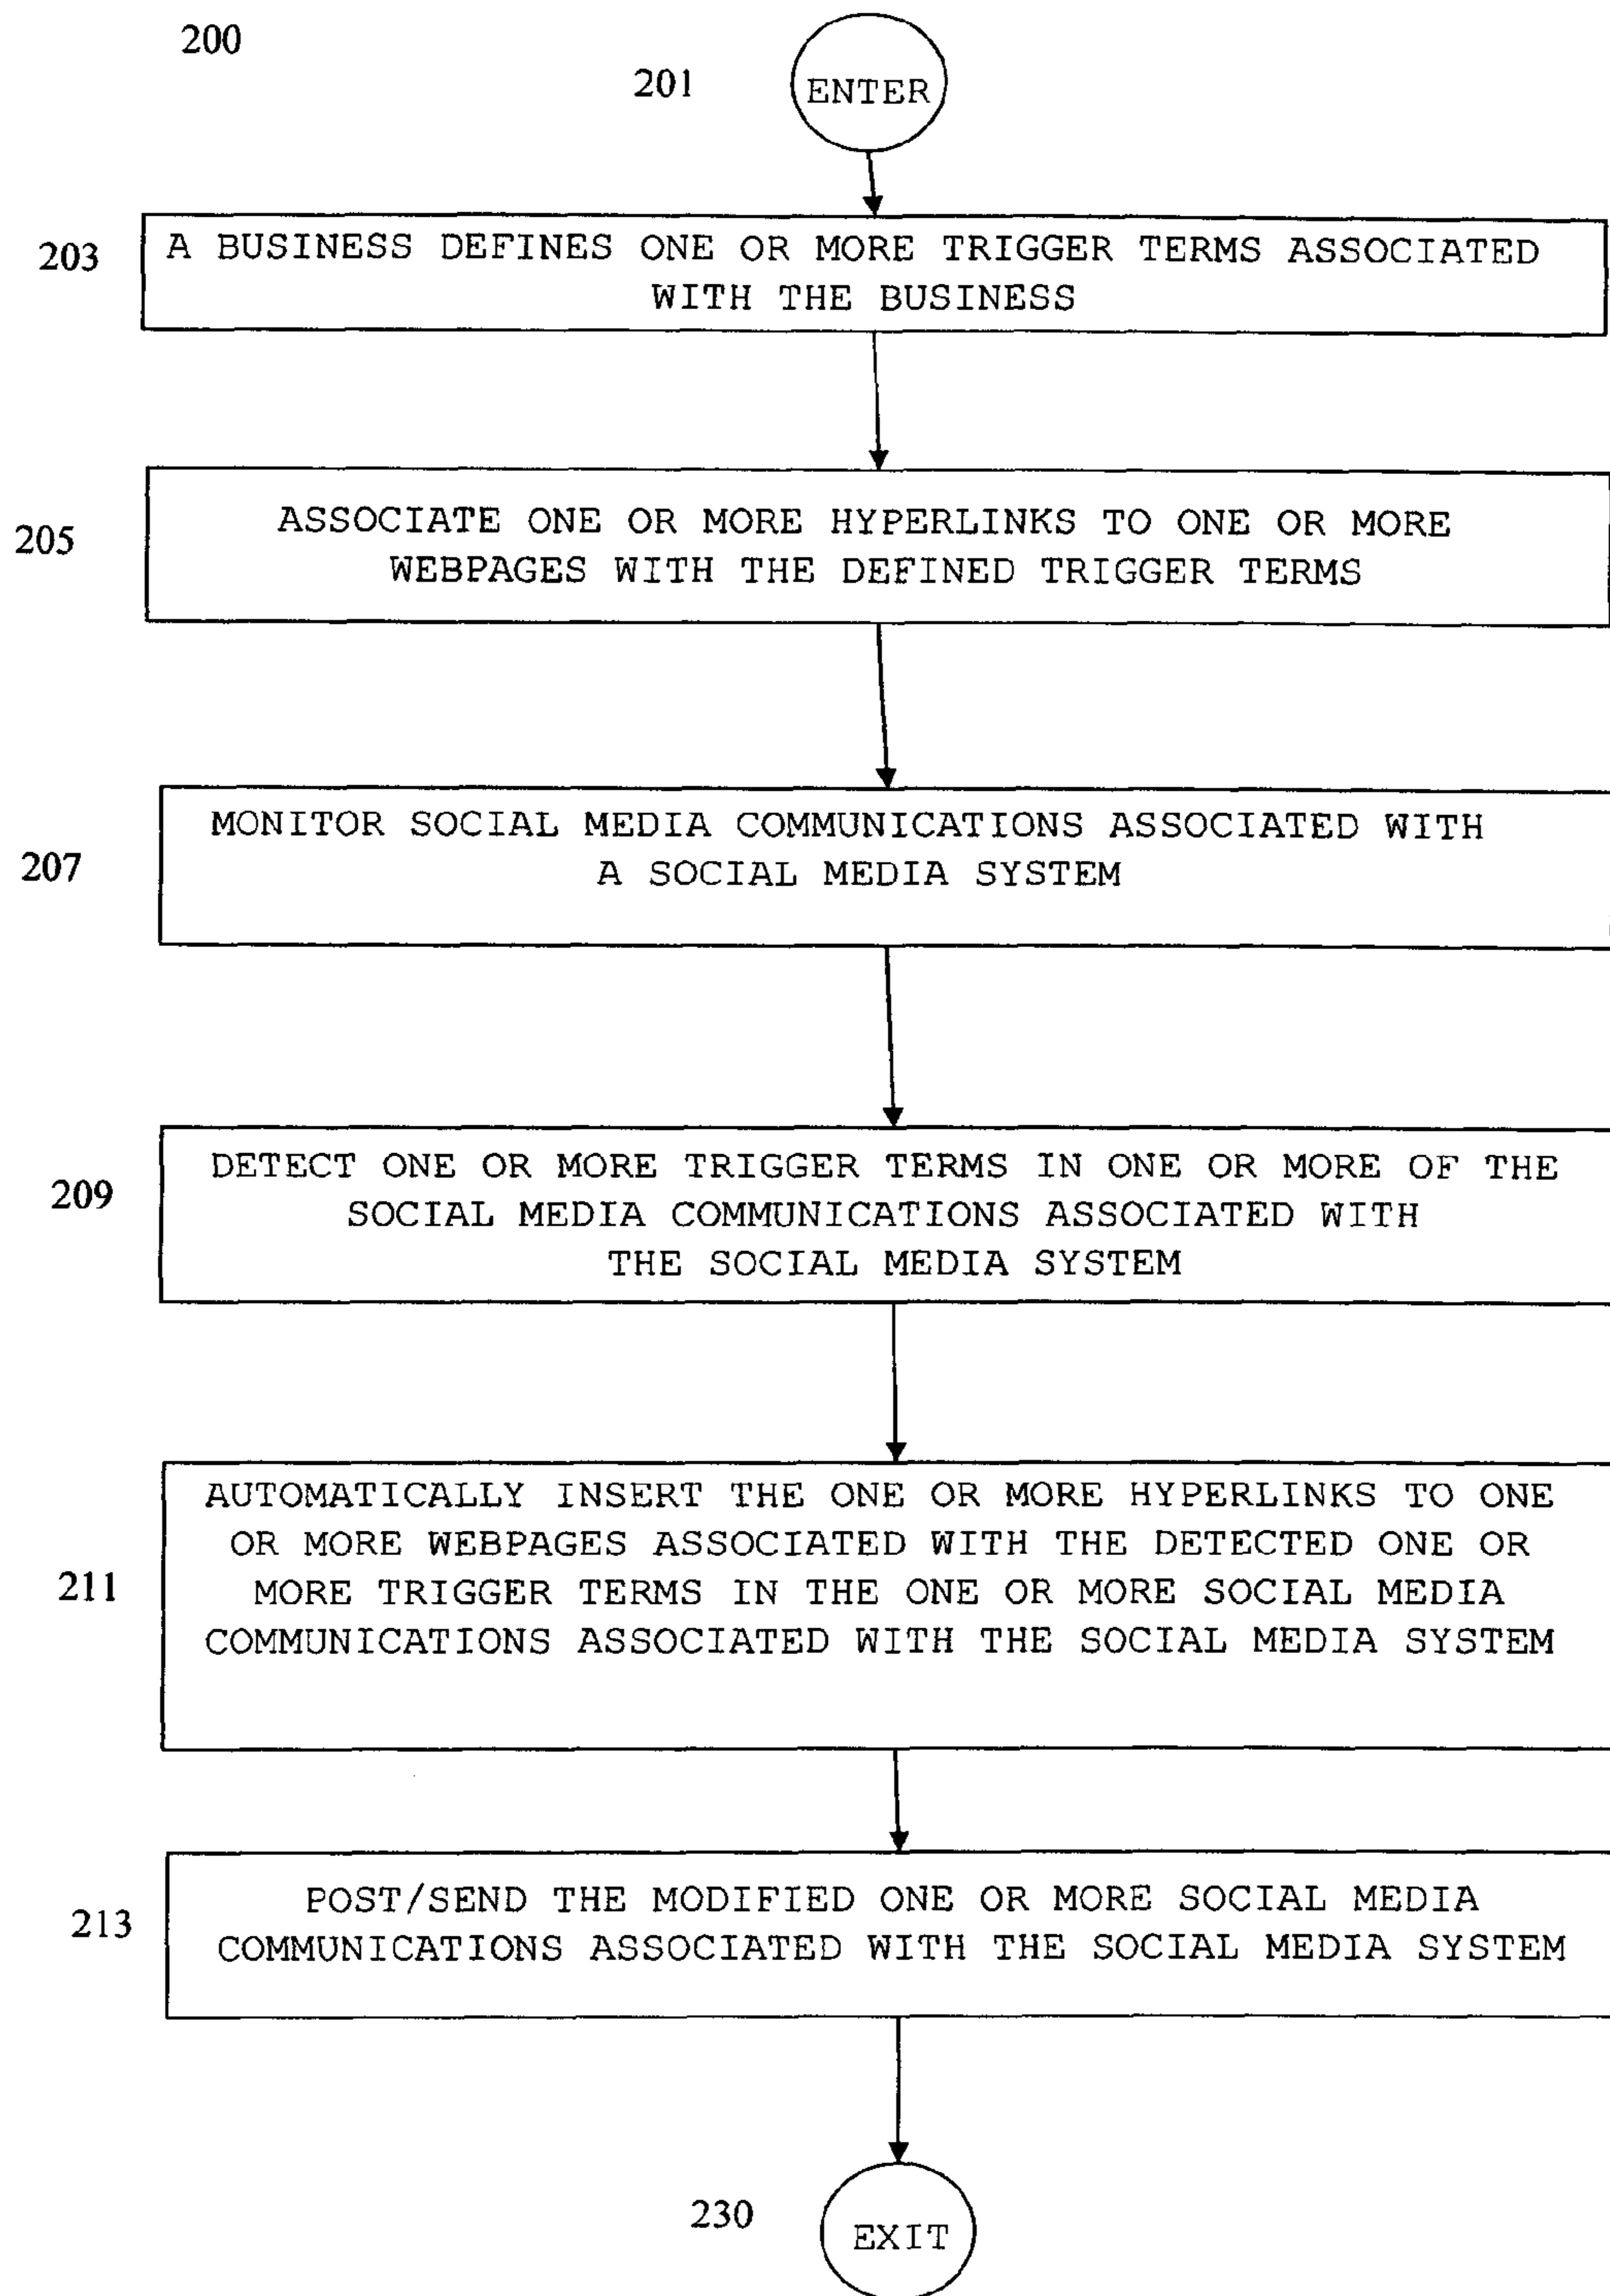 200
201
ENTER
203
A BUSINESS DEFINES ONE OR MORE TRIGGER TERMS ASSOCIATED
WITH THE BUSINESS
205
ASSOCIATE ONE OR MORE HYPERLINKS TO ONE OR MORE
WEBPAGES WITH THE DEFINED TRIGGER TERMS
207
MONITOR SOCIAL MEDIA COMMUNICATIONS ASSOCIATED WITH
A SOCIAL MEDIA SYSTEM
209
DETECT ONE OR MORE TRIGGER TERMS IN ONE OR MORE OF THE
SOCIAL MEDIA COMMUNICATIONS ASSOCIATED WITH
THE SOCIAL MEDIA SYSTEM
211
AUTOMATICALLY INSERT THE ONE OR MORE HYPERLINKS TO ONE
OR MORE WEBPAGES ASSOCIATED WITH THE DETECTED ONE OR
MORE TRIGGER TERMS IN THE ONE OR MORE SOCIAL MEDIA
COMMUNICATIONS ASSOCIATED WITH THE SOCIAL MEDIA SYSTEM
213
POST/SEND THE MODIFIED ONE OR MORE SOCIAL MEDIA
COMMUNICATIONS ASSOCIATED WITH THE SOCIAL MEDIA SYSTEM
230
EXIT